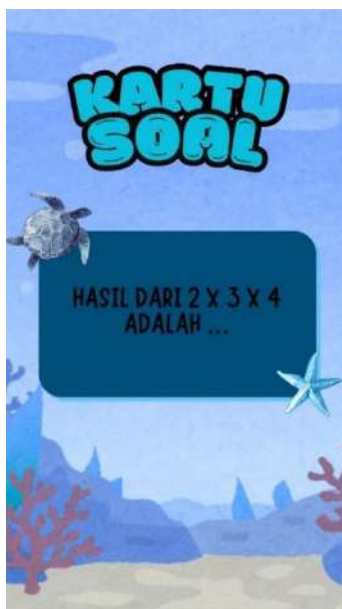 KARTU
SOAL
HASIL DARI 2 X 3 X 4
ADALAH ...